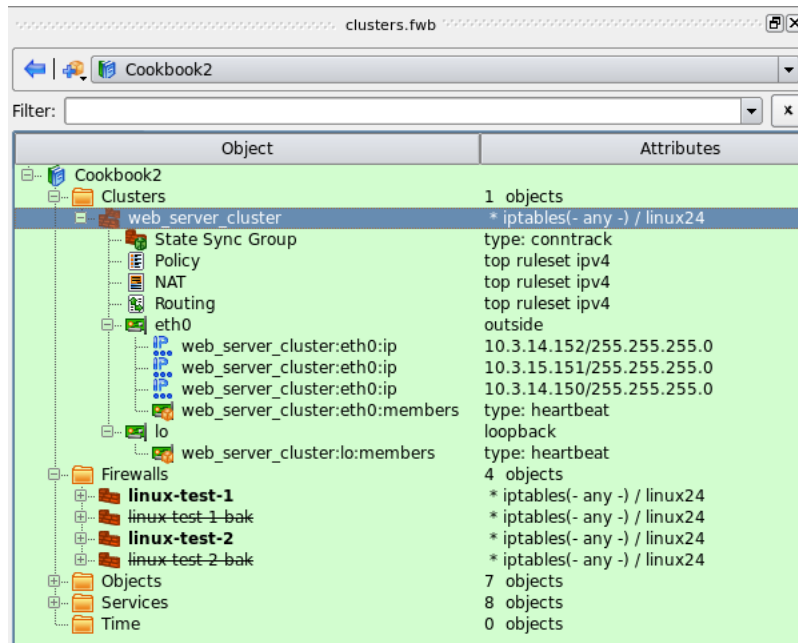 clusters.fwb
Cookbook2
Filter:
Object Attributes
Cookbook2
Clusters 1 objects
web_server_cluster * iptables(- any -) / linux24
State Sync Group type: conntrack
Policy top ruleset ipv4
NAT top ruleset ipv4
Routing top ruleset ipv4
eth0 outside
IP web_server_cluster:eth0:ip 10.3.14.152/255.255.255.0
IP web_server_cluster:eth0:ip 10.3.15.151/255.255.255.0
IP web_server_cluster:eth0:ip 10.3.14.150/255.255.255.0
web_server_cluster:eth0:members type: heartbeat
lo loopback
web_server_cluster:lo:members type: heartbeat
Firewalls 4 objects
linux-test-1 * iptables(- any -) / linux24
linux-test-1-bak * iptables(- any -) / linux24
linux-test-2 * iptables(- any -) / linux24
linux-test-2-bak * iptables(- any -) / linux24
Objects 7 objects
Services 8 objects
Time 0 objects